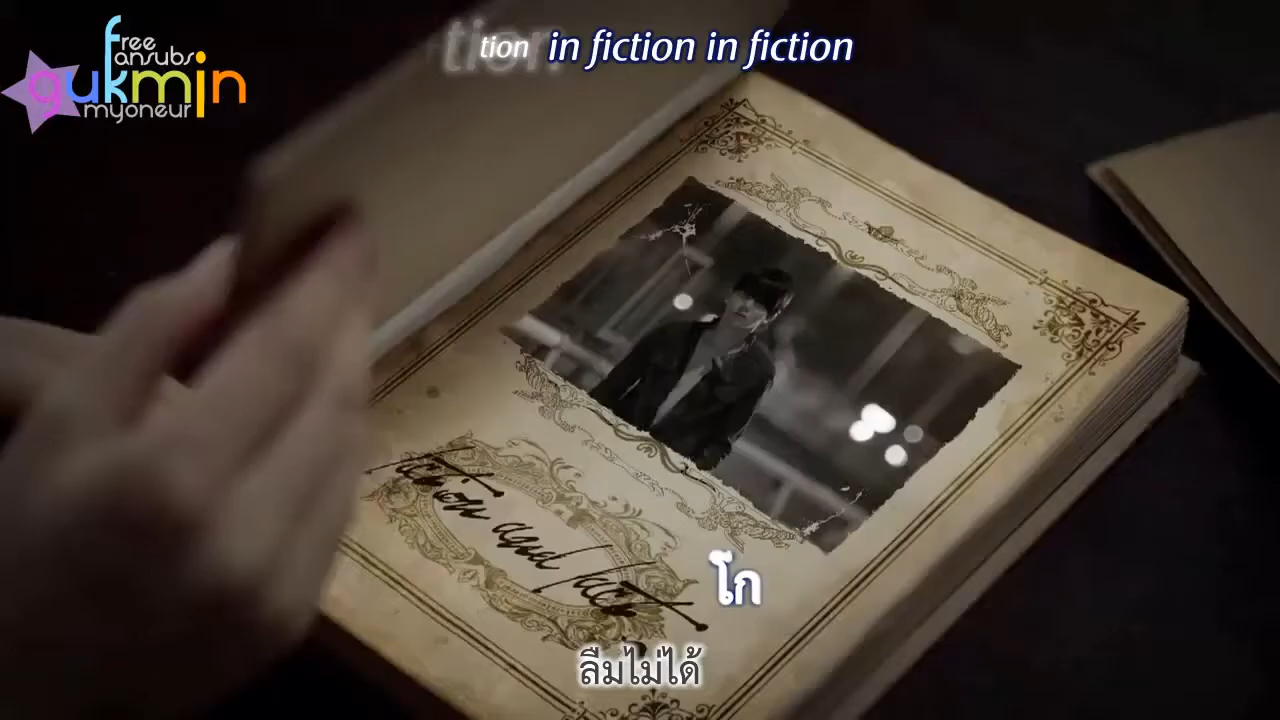 free
fansubs
gukmin
myoneur
tion in fiction in fiction
fiction and fact
โก
ลืมไม่ได้